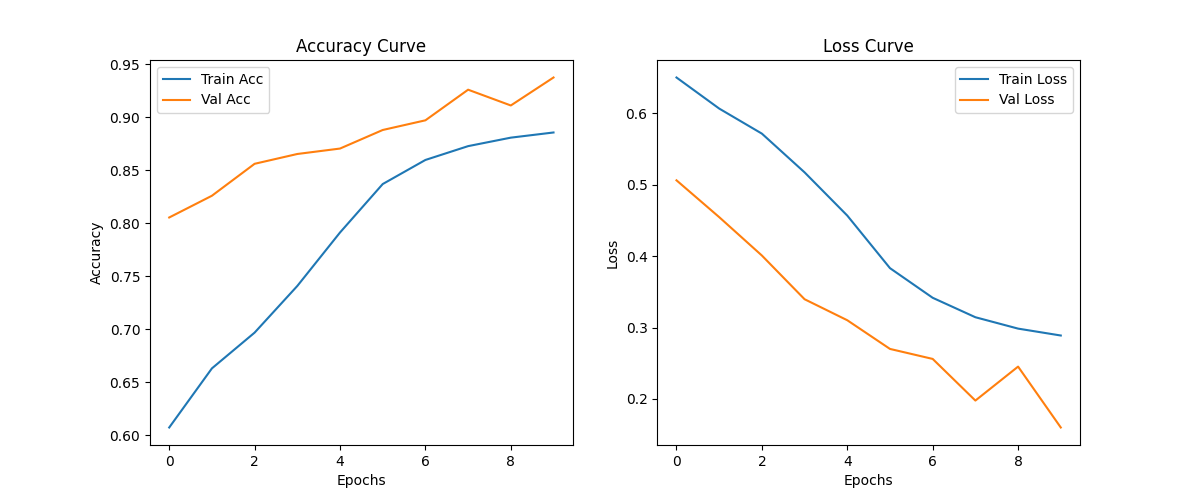 Accuracy Curve
Train Acc
Val Acc
0.95
0.90
0.85
0.80
0.75
0.70
0.65
0.60
Accuracy
0 2 4 6 8
Epochs
Loss Curve
Train Loss
Val Loss
0.6
0.5
0.4
0.3
0.2
Loss
0 2 4 6 8
Epochs